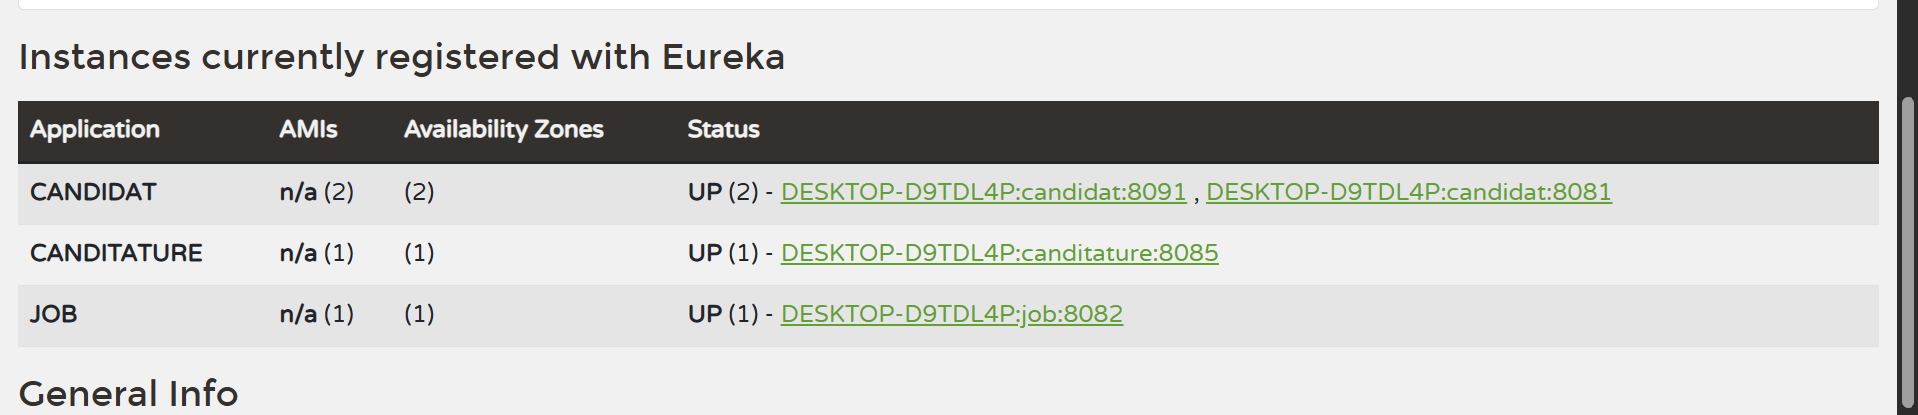 Instances currently registered with Eureka
Application AMIs Availability Zones Status
CANDIDAT n/a (2) (2) UP (2) - DESKTOP-D9TDL4P:candidat:8091 , DESKTOP-D9TDL4P:candidat:8081
CANDITATURE n/a (1) (1) UP (1) - DESKTOP-D9TDL4P:canditature:8085
JOB n/a (1) (1) UP (1) - DESKTOP-D9TDL4P:job:8082
General Info